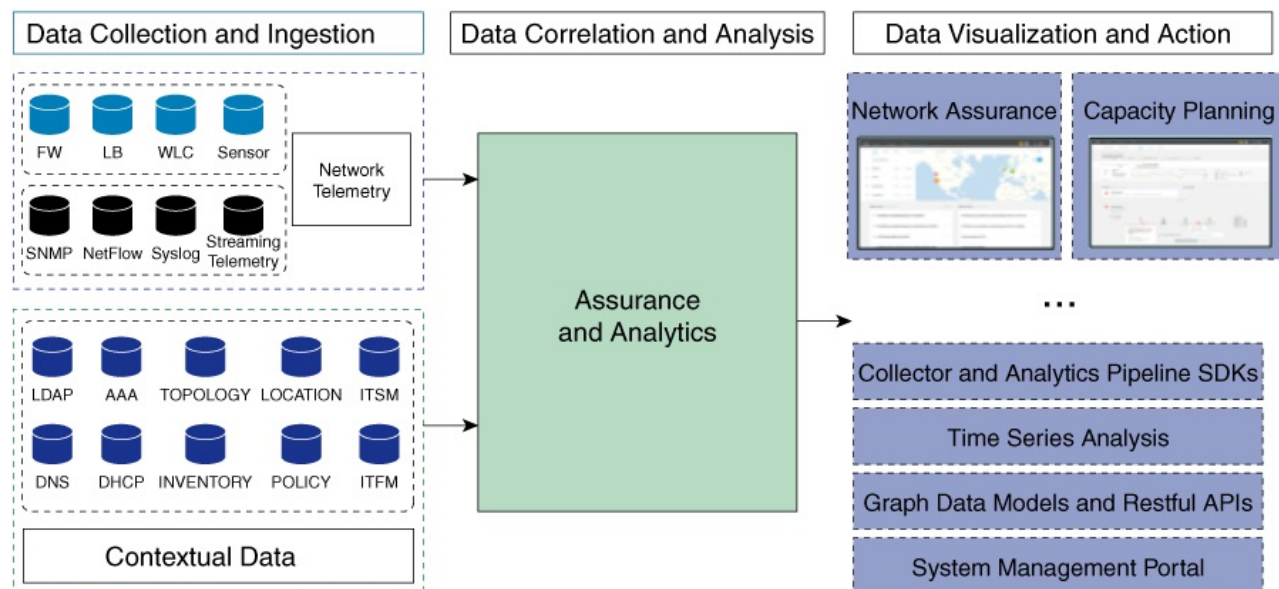 Data Collection and Ingestion
Data Correlation and Analysis
Data Visualization and Action
FW
LB
WLC
Sensor
SNMP
NetFlow
Syslog
Streaming
Telemetry
Network
Telemetry
LDAP
AAA
TOPOLOGY
LOCATION
ITSM
DNS
DHCP
INVENTORY
POLICY
ITFM
Contextual Data
Assurance
and Analytics
Network Assurance
Capacity Planning
...
Collector and Analytics Pipeline SDKs
Time Series Analysis
Graph Data Models and Restful APIs
System Management Portal